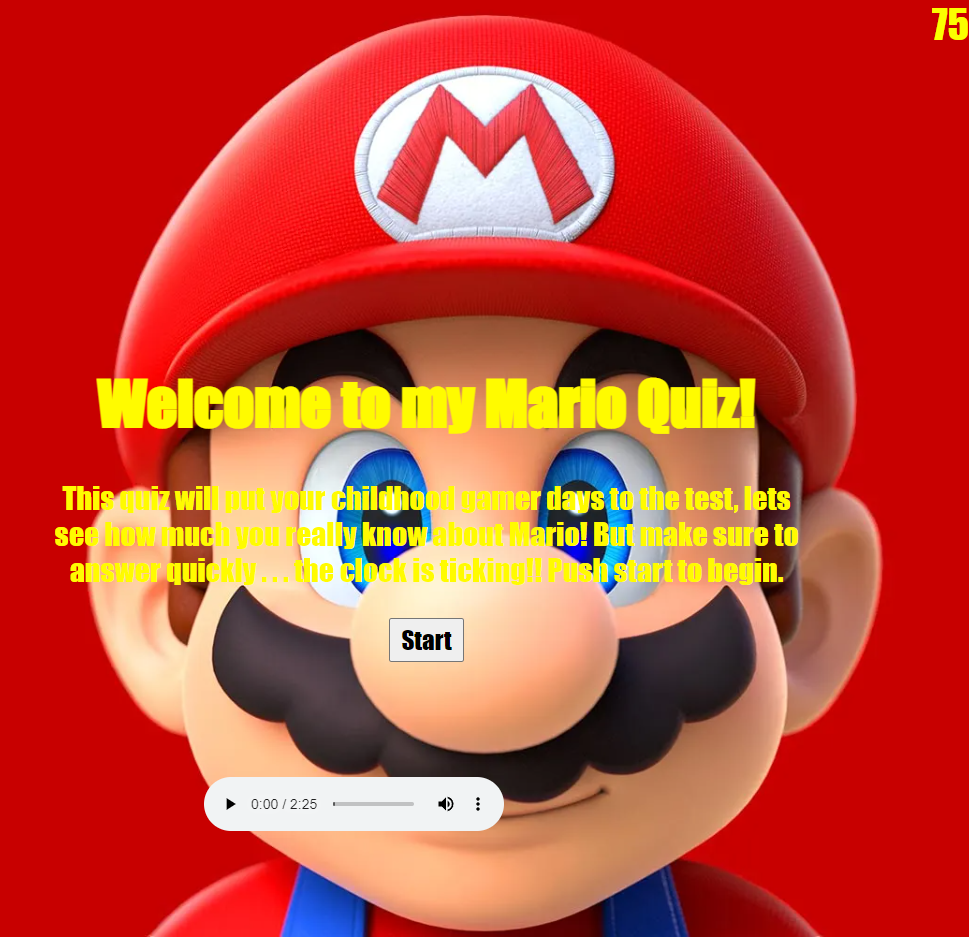 75
M
Welcome to my Mario Quiz!
This quiz will put your childhood gamer days to the test, lets
see how much you really know about Mario! But make sure to
answer quickly . . . the clock is ticking!! Push start to begin.
Start
0:00 / 2:25